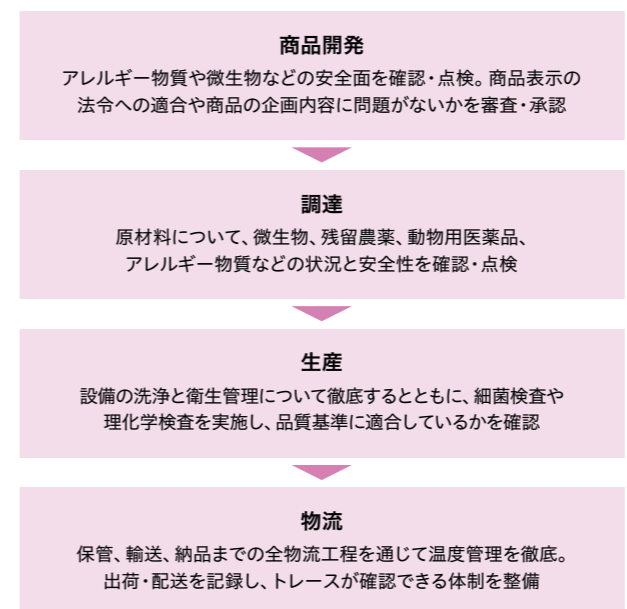 商品開発
アレルギー物質や微生物などの安全面を確認・点検。商品表示の
法令への適合や商品の企画内容に問題がないかを審査・承認
調達
原材料について、微生物、残留農薬、動物用医薬品、
アレルギー物質などの状況と安全性を確認・点検
生産
設備の洗浄と衛生管理について徹底するとともに、細菌検査や
理化学検査を実施し、品質基準に適合しているかを確認
物流
保管、輸送、納品までの全物流工程を通じて温度管理を徹底。
出荷・配送を記録し、トレースが確認できる体制を整備